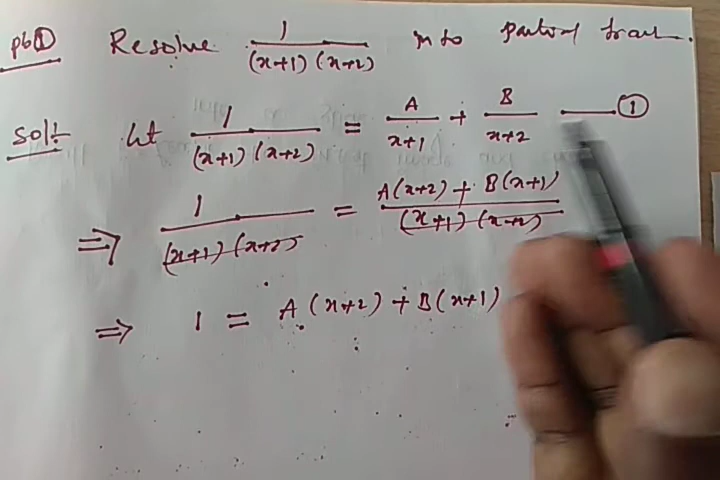 pb① Resolve 1/(x+1)(x+2) into partial frac.
Sol: Let 1/(x+1)(x+2) = A/x+1 + B/x+2 —— ①
⇒ 1/(x+1)(x+2) = A(x+2) + B(x+1)/(x+1)(x+2)
⇒ 1 = A(x+2) + B(x+1)